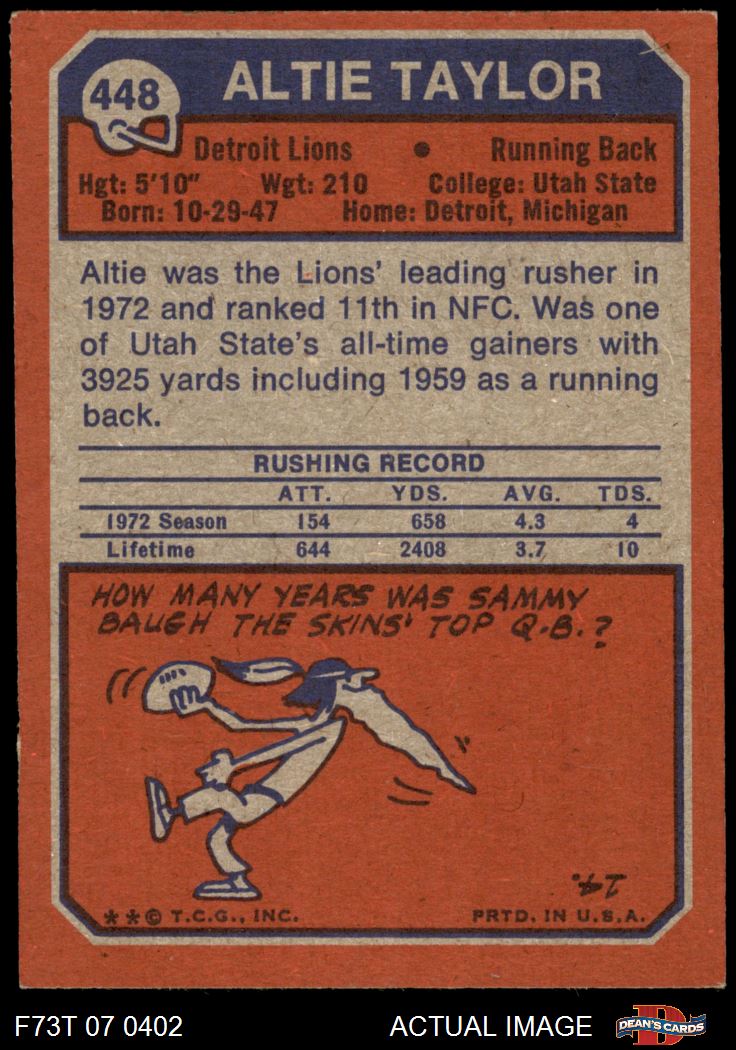 448
ALTIE TAYLOR
Detroit Lions • Running Back
Hgt: 5'10" Wgt: 210 College: Utah State
Born: 10-29-47 Home: Detroit, Michigan
Altie was the Lions' leading rusher in
1972 and ranked 11th in NFC. Was one
of Utah State's all-time gainers with
3925 yards including 1959 as a running
back.
RUSHING RECORD
ATT. YDS. AVG. TDS.
1972 Season 154 658 4.3 4
Lifetime 644 2408 3.7 10
HOW MANY YEARS WAS SAMMY
BAUGH THE SKINS' TOP Q.B.?
14.
* * © T.C.G., INC. PRTD. IN U.S.A.
F73T 07 0402 ACTUAL IMAGE
D
DEAN'S CARDS